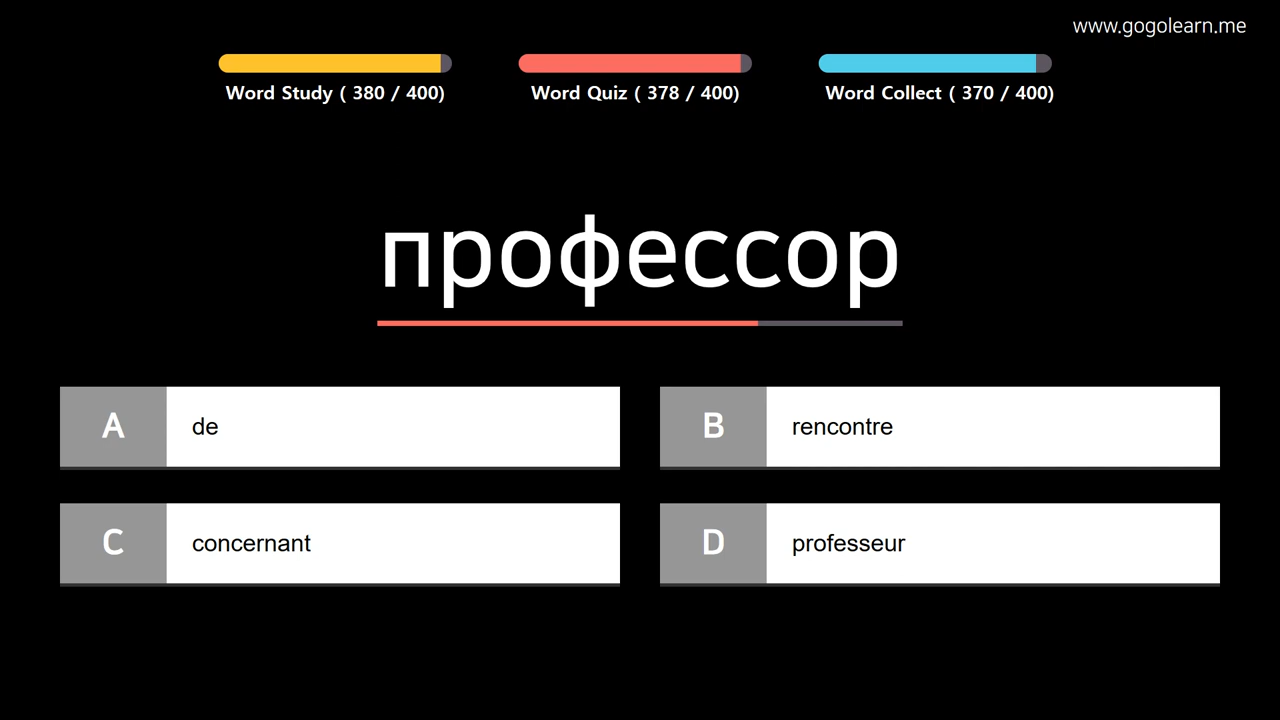 www.gogolearn.me
Word Study ( 380 / 400)
Word Quiz ( 378 / 400)
Word Collect ( 370 / 400)
профессор
A
de
B
rencontre
C
concernant
D
professeur